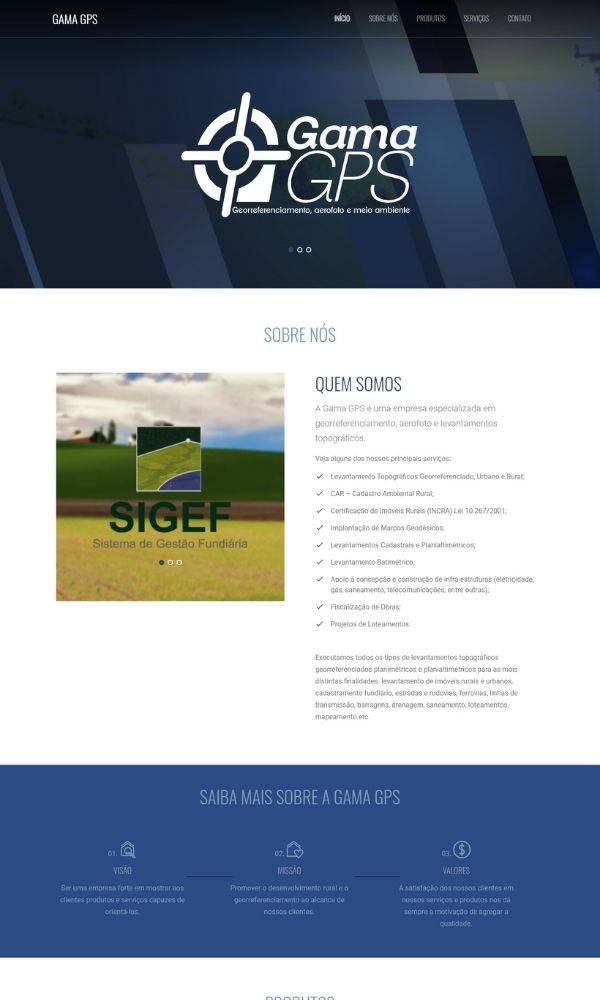 GAMA GPS
INÍCIO SOBRE NÓS PRODUTOS SERVIÇOS CONTATO
Gama
GPS
Georreferenciamento, aerofoto e meio ambiente
SOBRE NÓS
SIGEF
Sistema de Gestão Fundiária
QUEM SOMOS
A Gama GPS é uma empresa especializada em
georreferenciamento, aerofoto e levantamentos
topográficos.
Veja alguns dos nossos principais serviços:
Levantamento Topográficos Georreferenciado, Urbano e Rural;
CAR – Cadastro Ambiental Rural;
Certificação de Imóveis Rurais (INCRA) Lei 10.267/2001;
Implantação de Marcos Geodésicos;
Levantamentos Cadastrais e Planialtimétricos;
Levantamento Batimétrico;
Apoio á concepção e construção de infra estruturas (eletricidade,
gás, saneamento, telecomunicações, entre outras);
Fiscalização de Obras;
Projetos de Loteamentos.
Executamos todos os tipos de levantamentos topográficos
georreferenciados planimétricos e planialtimétricos para as mais
distintas finalidades: levantamento de imóveis rurais e urbanos,
cadastramento fundiário, estradas e rodovias, ferrovias, linhas de
transmissão, barragens, drenagem, saneamento, loteamentos,
mapeamento etc.
SAIBA MAIS SOBRE A GAMA GPS
01.
VISÃO
Ser uma empresa forte em mostrar aos
clientes produtos e serviços capazes de
orientá-los.
02.
MISSÃO
Promover o desenvolvimento rural e o
georreferenciamento ao alcance de
nossos clientes.
03.
VALORES
A satisfação dos nossos clientes em
nossos serviços e produtos nos dá
sempre a motivação de agregar a
qualidade.
PRODUTOS